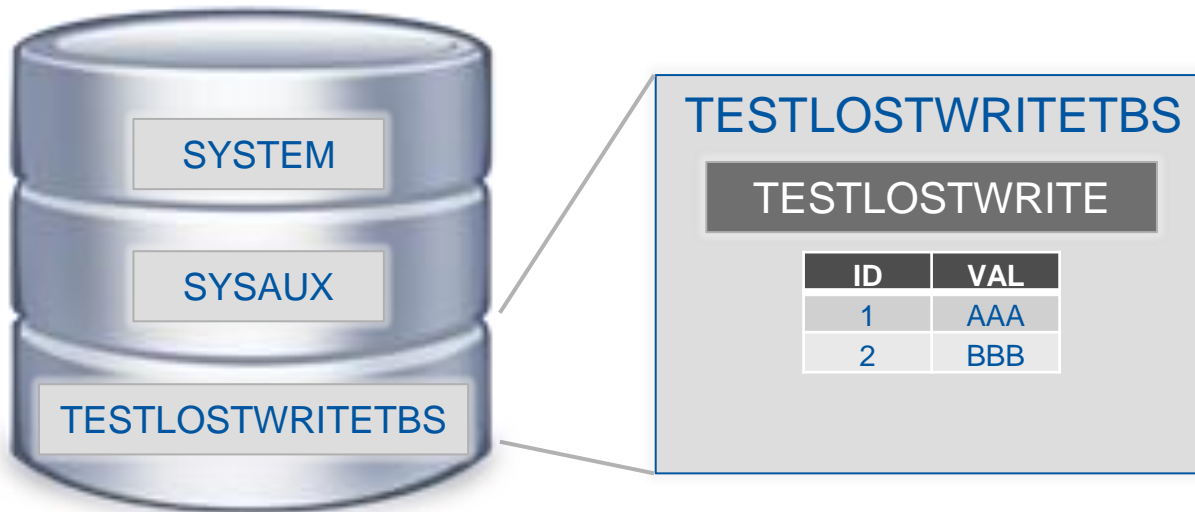 SYSTEM
SYSAUX
TESTLOSTWRITETBS
TESTLOSTWRITETBS
TESTLOSTWRITE
ID VAL
1 AAA
2 BBB